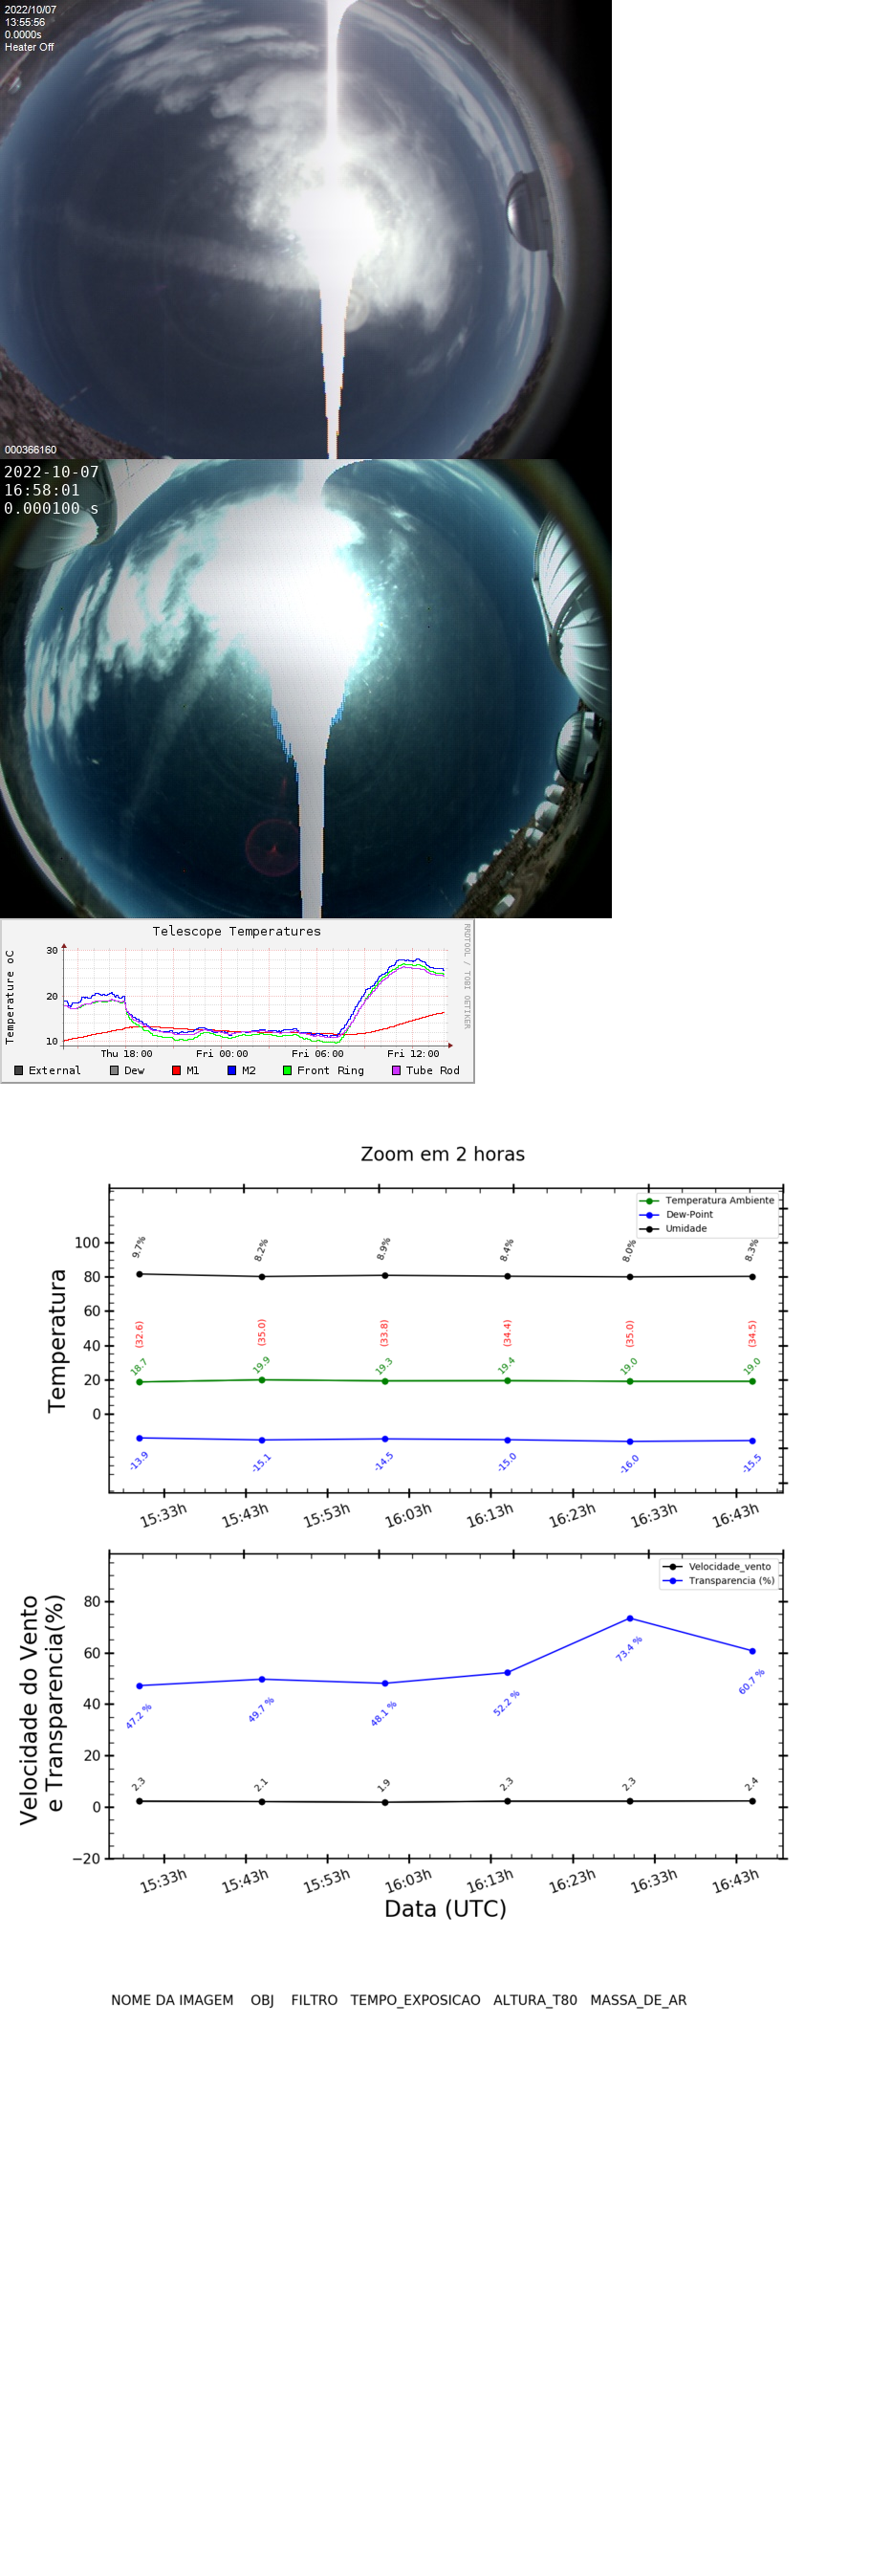 2022/10/07
13:55:56
0.0000s
Heater Off
000366160
2022-10-07
16:58:01
0.000100 s
Telescope Temperatures
RRDTOOL / TOBI OETIKER
Temperature oC
30
20
10
Thu 18:00 Fri 00:00 Fri 06:00 Fri 12:00
External Dew M1 M2 Front Ring Tube Rod
Zoom em 2 horas
Temperatura Ambiente
Dew-Point
Umidade
Temperatura
100
80
60
40
20
0
9.7% 8.2% 8.9% 8.4% 8.0% 8.3%
(32.6) (35.0) (33.8) (34.4) (35.0) (34.5)
18.7 19.9 19.3 19.4 19.0 19.0
-13.9 -15.1 -14.5 -15.0 -16.0 -15.5
15:33h 15:43h 15:53h 16:03h 16:13h 16:23h 16:33h 16:43h
Velocidade_vento
Transparencia (%)
Velocidade do Vento
e Transparencia(%)
80
60
40
20
0
−20
47.2 % 49.7 % 48.1 % 52.2 % 73.4 % 60.7 %
2.3 2.1 1.9 2.3 2.3 2.4
15:33h 15:43h 15:53h 16:03h 16:13h 16:23h 16:33h 16:43h
Data (UTC)
NOME DA IMAGEM OBJ FILTRO TEMPO_EXPOSICAO ALTURA_T80 MASSA_DE_AR